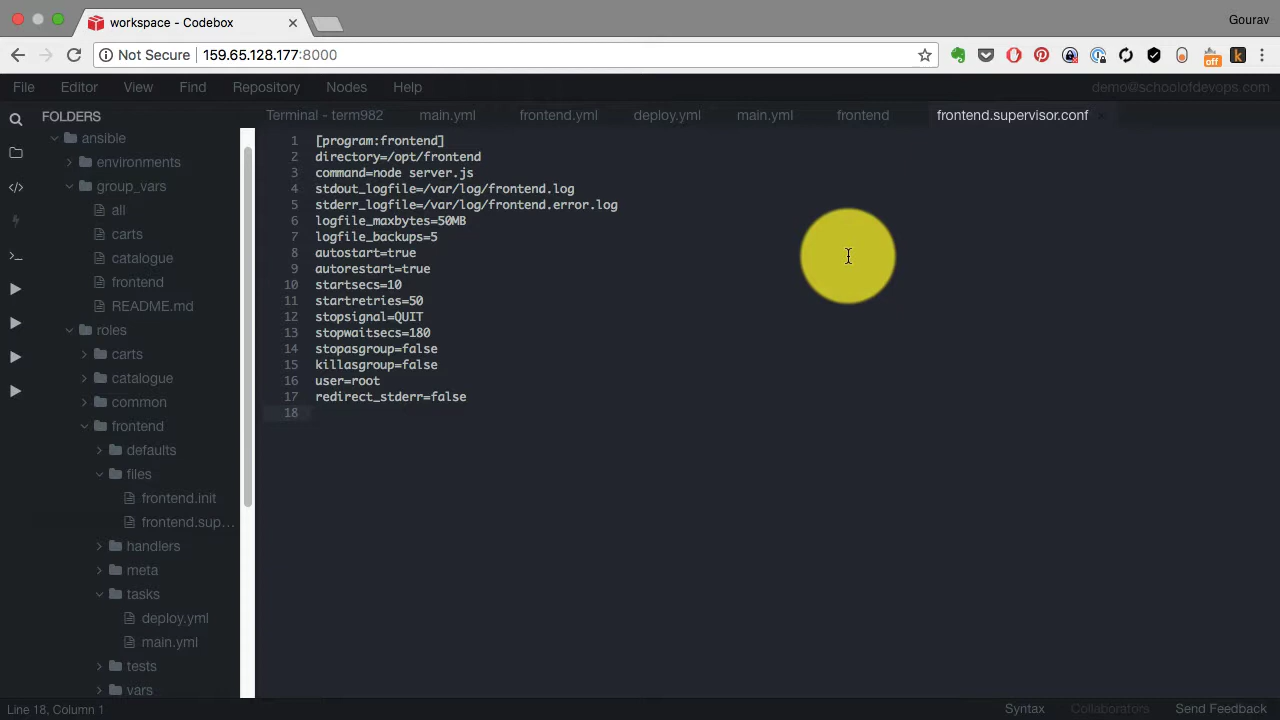 workspace - Codebox
Gourav
Not Secure
159.65.128.177:8000
off
k
File Editor View Find Repository Nodes Help
demo@schoolofdevops.com
FOLDERS
ansible
environments
group_vars
all
carts
catalogue
frontend
README.md
roles
carts
catalogue
common
frontend
defaults
files
frontend.init
frontend.sup...
handlers
meta
tasks
deploy.yml
main.yml
tests
vars
Terminal - term982 main.yml frontend.yml deploy.yml main.yml frontend frontend.supervisor.conf
1 [program:frontend]
2 directory=/opt/frontend
3 command=node server.js
4 stdout_logfile=/var/log/frontend.log
5 stderr_logfile=/var/log/frontend.error.log
6 logfile_maxbytes=50MB
7 logfile_backups=5
8 autostart=true
9 autorestart=true
10 startsecs=10
11 startretries=50
12 stopsignal=QUIT
13 stopwaitsecs=180
14 stopasgroup=false
15 killasgroup=false
16 user=root
17 redirect_stderr=false
18
Line 18, Column 1
Syntax Collaborators Send Feedback